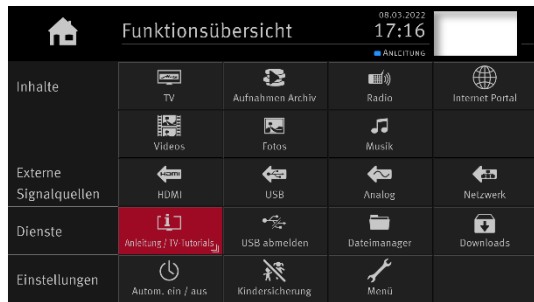 Funktionsübersicht
08.03.2022
17:16
ANLEITUNG
Inhalte
TV
Aufnahmen Archiv
Radio
Internet Portal
Videos
Fotos
Musik
Externe
Signalquellen
HDMI
HDMI
USB
Analog
Netzwerk
Dienste
Anleitung / TV-Tutorials
USB abmelden
Dateimanager
Downloads
Einstellungen
Autom. ein / aus
Kindersicherung
Menü